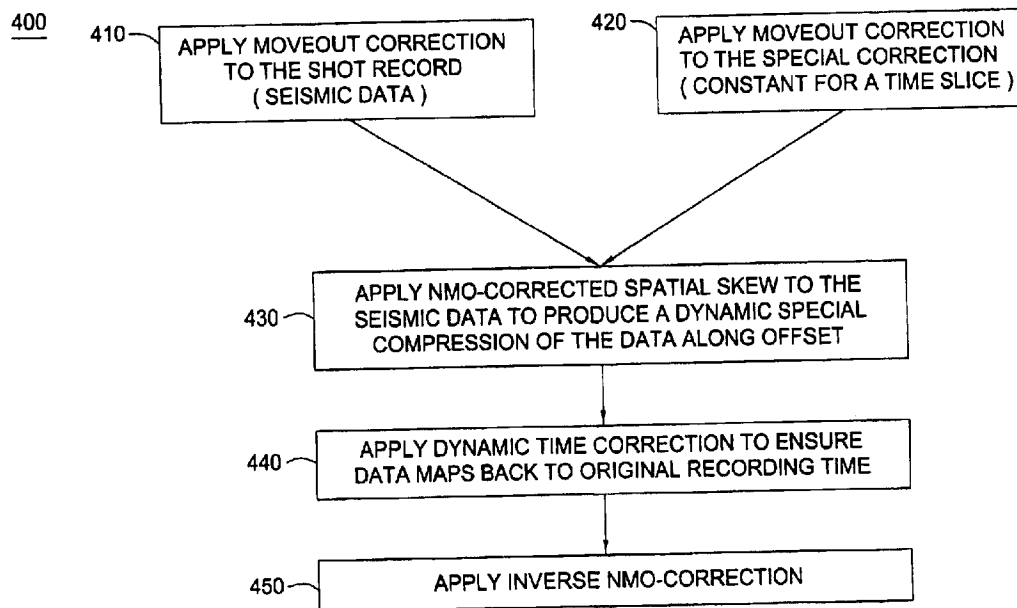 400
410
APPLY MOVEOUT CORRECTION
TO THE SHOT RECORD
( SEISMIC DATA )
420
APPLY MOVEOUT CORRECTION
TO THE SPECIAL CORRECTION
( CONSTANT FOR A TIME SLICE )
430
APPLY NMO-CORRECTED SPATIAL SKEW TO THE
SEISMIC DATA TO PRODUCE A DYNAMIC SPECIAL
COMPRESSION OF THE DATA ALONG OFFSET
440
APPLY DYNAMIC TIME CORRECTION TO ENSURE
DATA MAPS BACK TO ORIGINAL RECORDING TIME
450
APPLY INVERSE NMO-CORRECTION